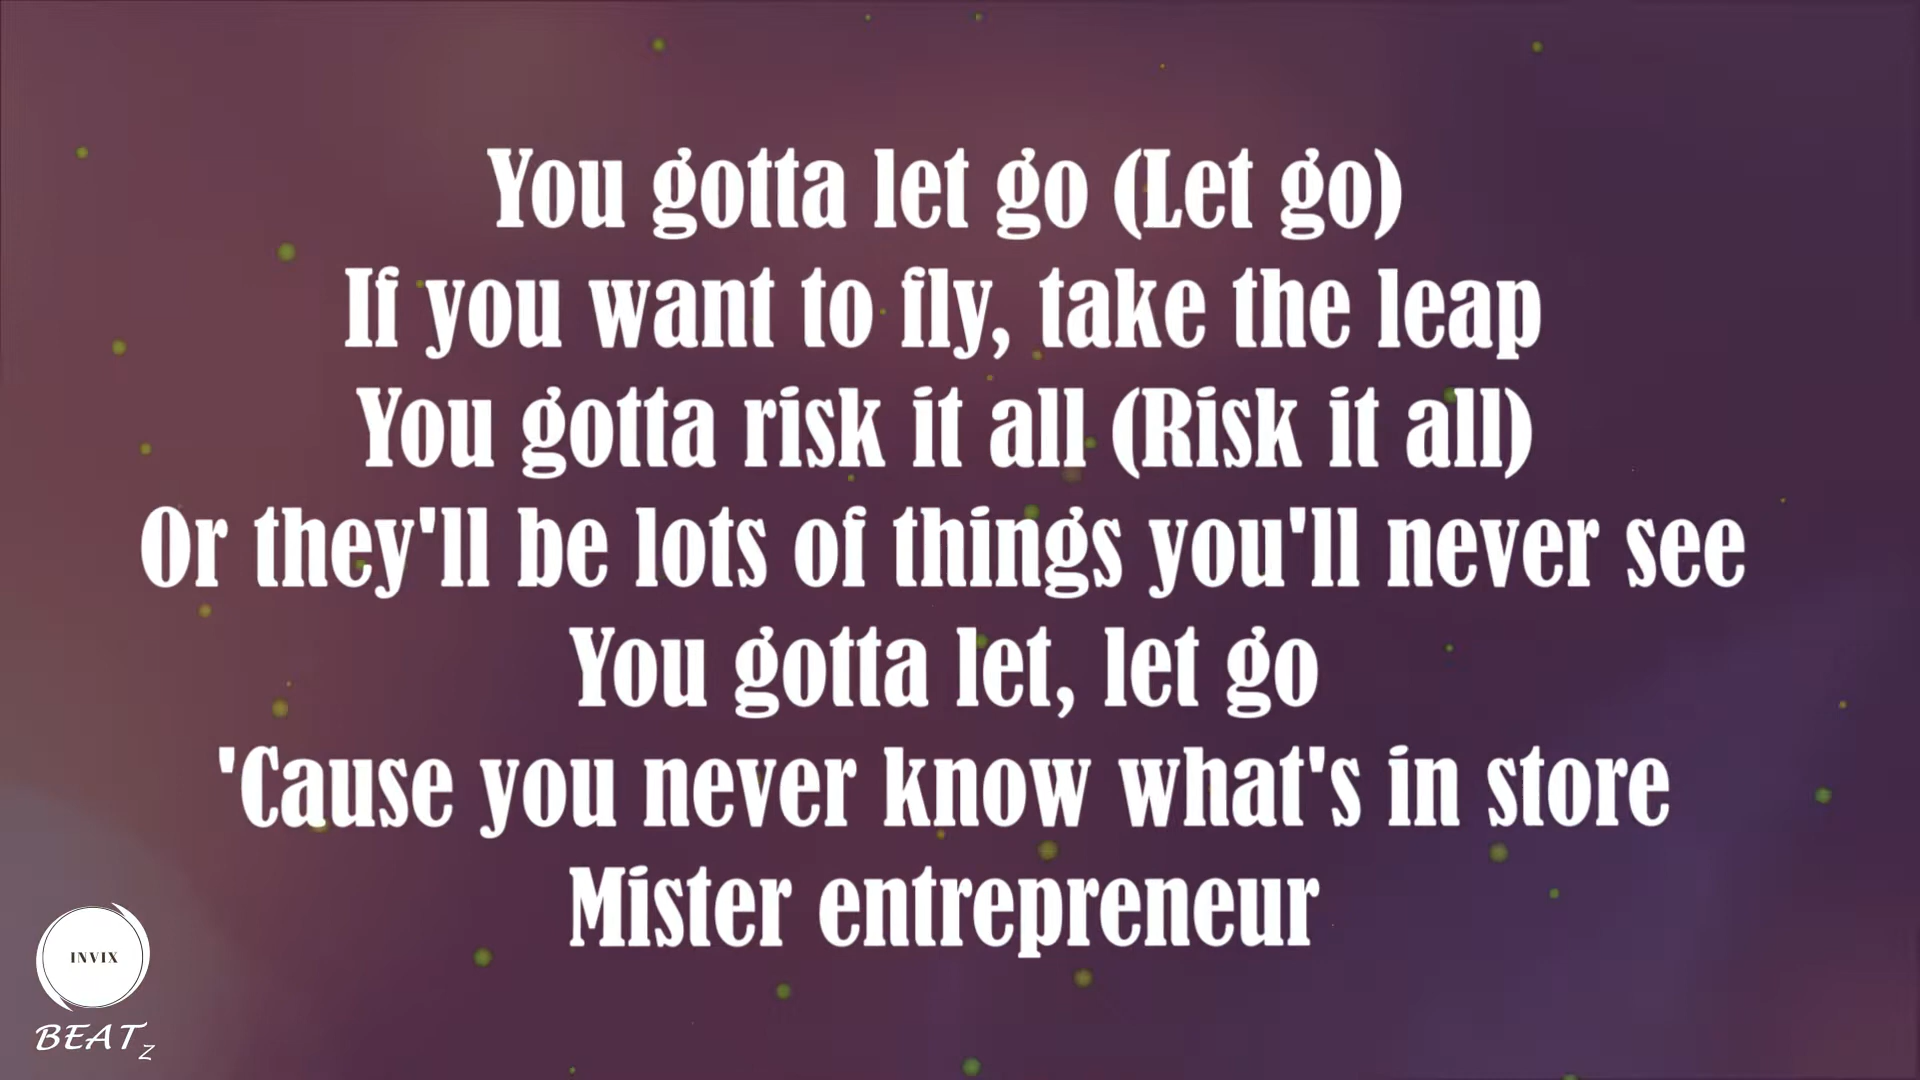 You gotta let go (Let go)
If you want to fly, take the leap
You gotta risk it all (Risk it all)
Or they'll be lots of things you'll never see
You gotta let, let go
'Cause you never know what's in store
Mister entrepreneur
INVIX
BEATZ